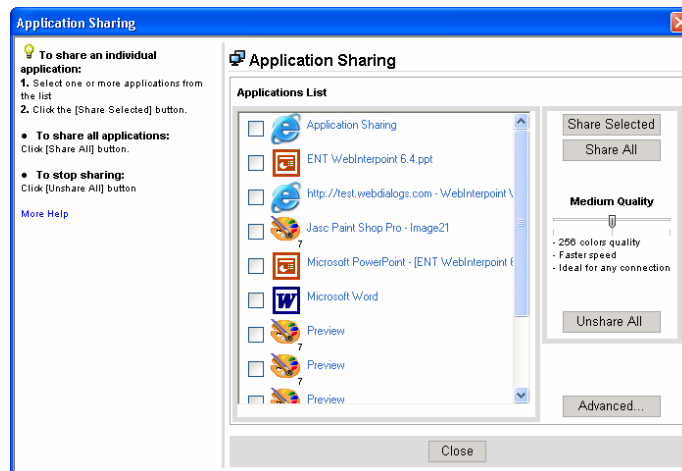 Application Sharing
To share an individual
application:
1. Select one or more applications from
the list
2. Click the [Share Selected] button.
● To share all applications:
Click [Share All] button.
● To stop sharing:
Click [Unshare All] button
More Help
Application Sharing
Applications List
Application Sharing
ENT WebInterpoint 6.4.ppt
http://test.webdialogs.com - WebInterpoint V
Jasc Paint Shop Pro - Image21
7
Microsoft PowerPoint - [ENT WebInterpoint 6
Microsoft Word
Preview
7
Preview
7
Preview
Share Selected
Share All
Medium Quality
- 256 colors quality
- Faster speed
- Ideal for any connection
Unshare All
Advanced...
Close